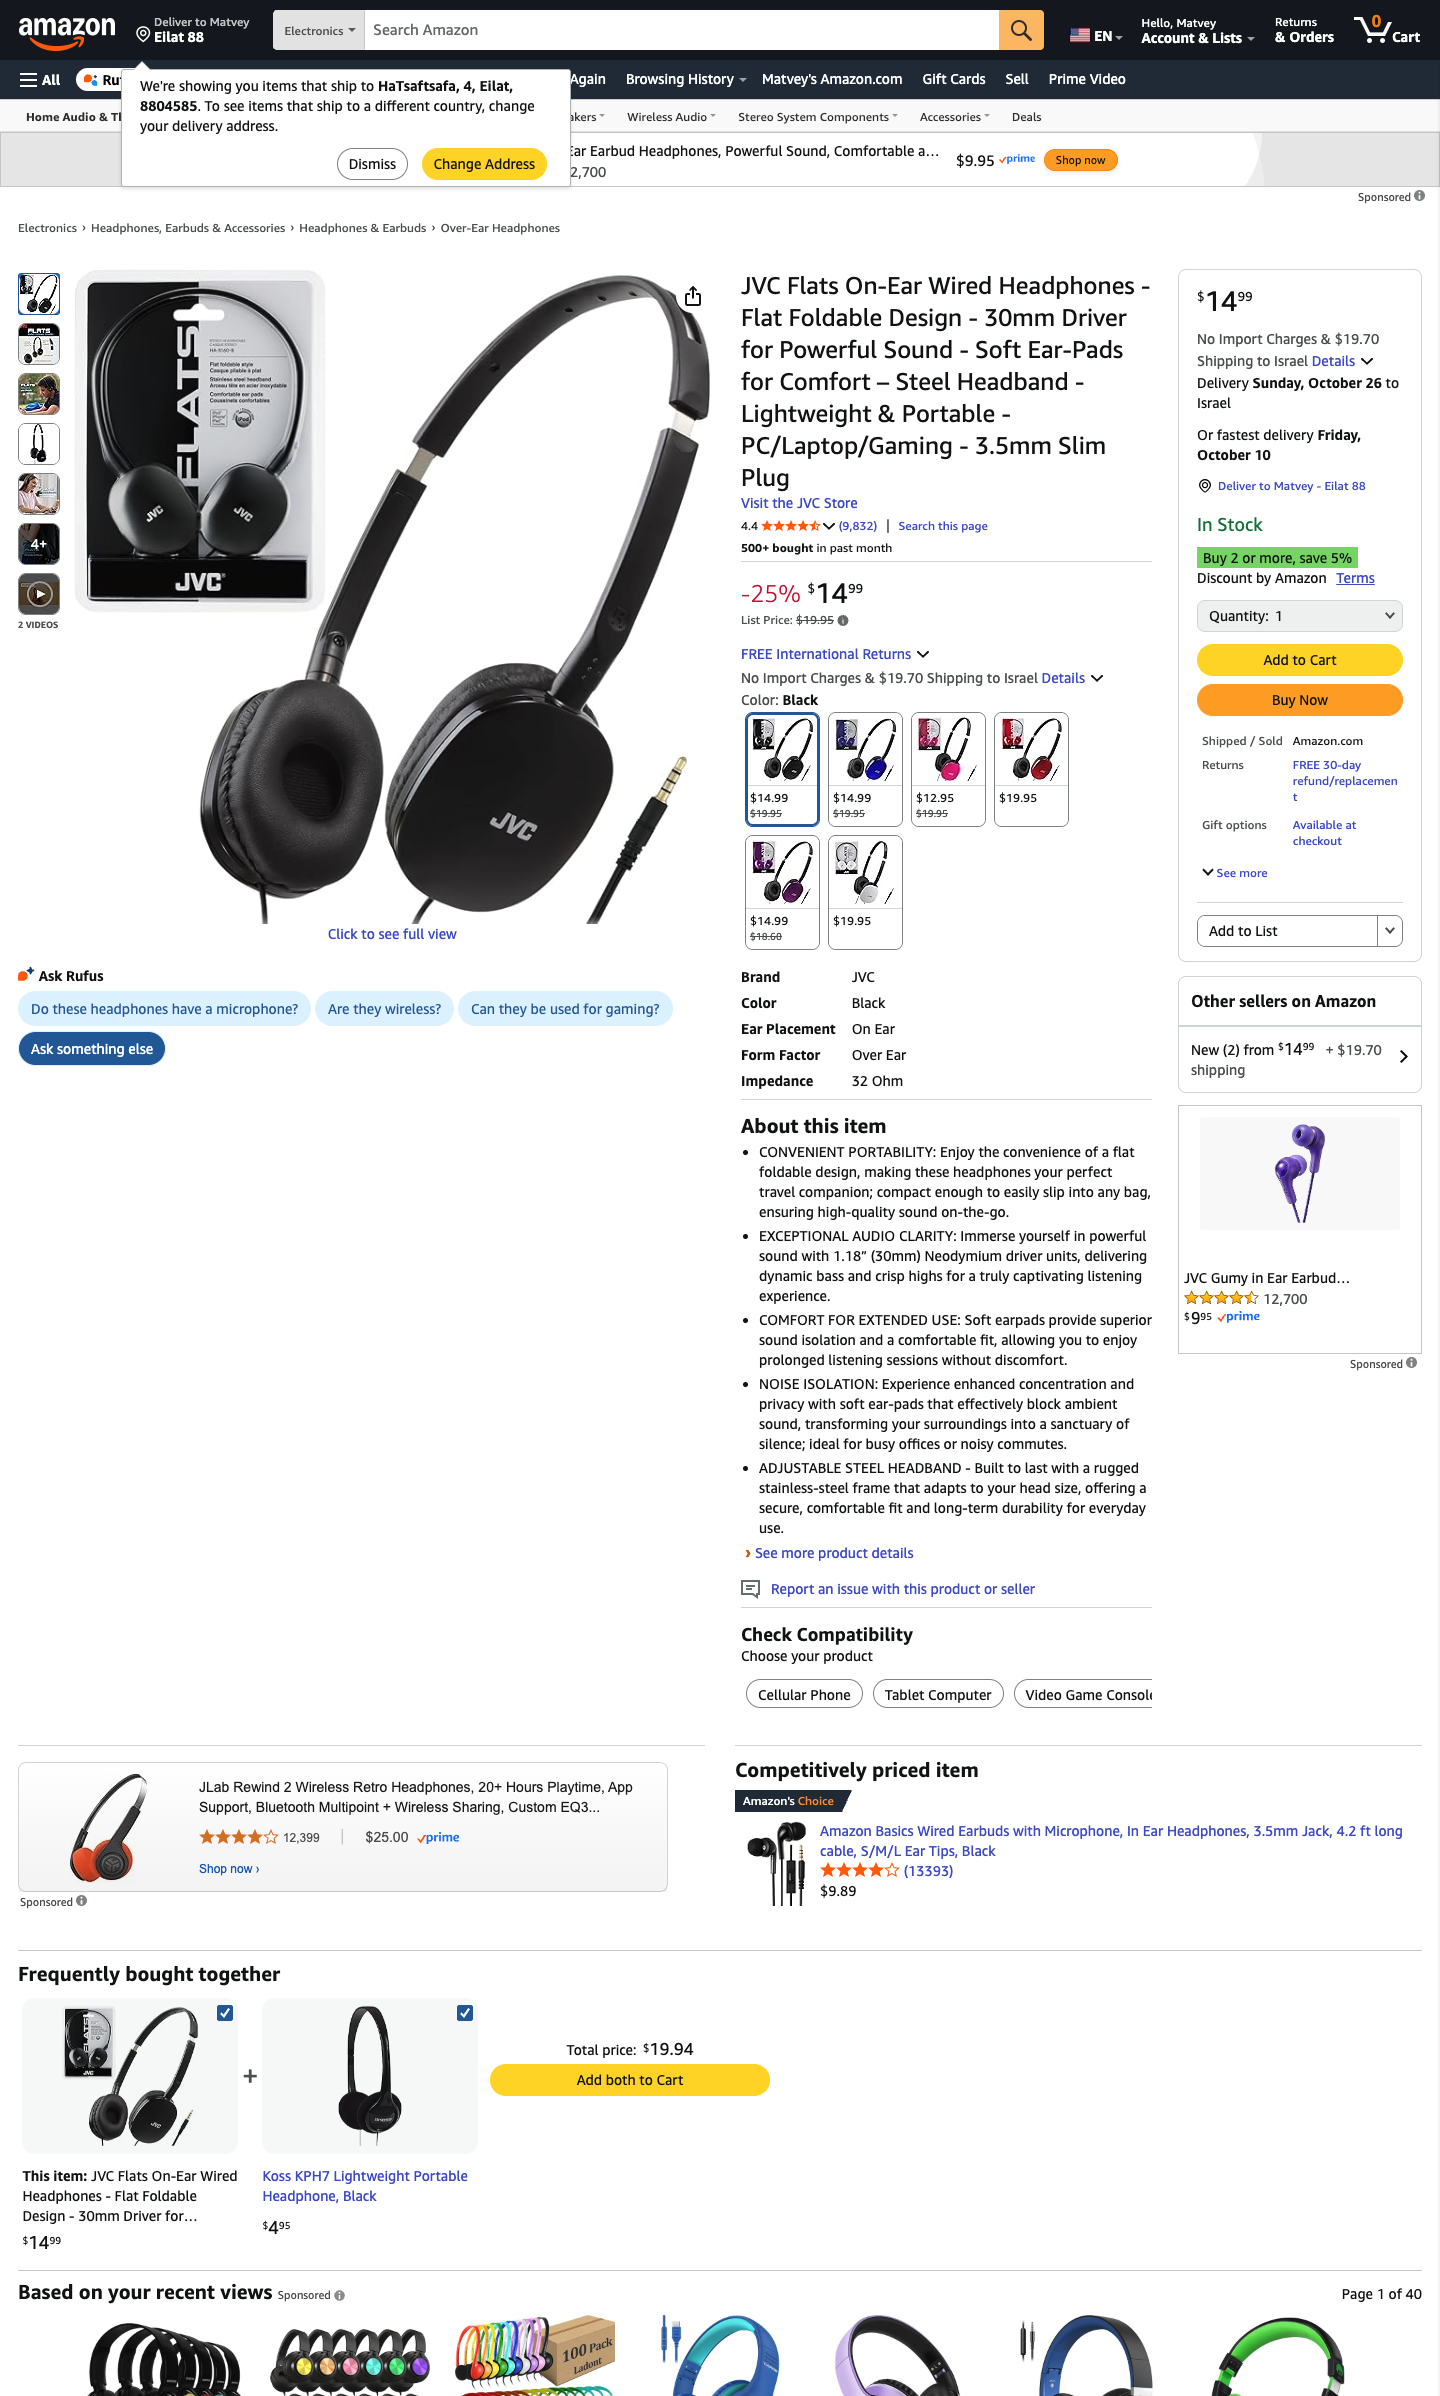 amazon
Deliver to Matvey
Eilat 88
Electronics
Search Amazon
EN
Hello, Matvey
Account & Lists
Returns
& Orders
0
Cart
All
Again
Browsing History
Matvey's Amazon.com
Gift Cards
Sell
Prime Video
We're showing you items that ship to HaTsaftsafa, 4, Eilat,
8804585. To see items that ship to a different country, change
your delivery address.
Dismiss
Change Address
Home Audio &
Wireless Audio
Stereo System Components
Accessories
Deals
Ear Earbud Headphones, Powerful Sound, Comfortable a...
2,700
$9.95 prime
Shop now
Sponsored
Electronics › Headphones, Earbuds & Accessories › Headphones & Earbuds › Over-Ear Headphones
FLATS
JVC
JVC
JVC
JVC
4+
2 VIDEOS
Click to see full view
Ask Rufus
Do these headphones have a microphone?
Are they wireless?
Can they be used for gaming?
Ask something else
JVC Flats On-Ear Wired Headphones -
Flat Foldable Design - 30mm Driver
for Powerful Sound - Soft Ear-Pads
for Comfort – Steel Headband -
Lightweight & Portable -
PC/Laptop/Gaming - 3.5mm Slim
Plug
Visit the JVC Store
4.4 (9,832) | Search this page
500+ bought in past month
-25% $14 99
List Price: $19.95
FREE International Returns
No Import Charges & $19.70 Shipping to Israel Details
Color: Black
$14.99
$19.95
$14.99
$19.95
$12.95
$19.95
$19.95
$14.99
$18.60
$19.95
Brand JVC
Color Black
Ear Placement On Ear
Form Factor Over Ear
Impedance 32 Ohm
About this item
• CONVENIENT PORTABILITY: Enjoy the convenience of a flat
foldable design, making these headphones your perfect
travel companion; compact enough to easily slip into any bag,
ensuring high-quality sound on-the-go.
• EXCEPTIONAL AUDIO CLARITY: Immerse yourself in powerful
sound with 1.18” (30mm) Neodymium driver units, delivering
dynamic bass and crisp highs for a truly captivating listening
experience.
• COMFORT FOR EXTENDED USE: Soft earpads provide superior
sound isolation and a comfortable fit, allowing you to enjoy
prolonged listening sessions without discomfort.
• NOISE ISOLATION: Experience enhanced concentration and
privacy with soft ear-pads that effectively block ambient
sound, transforming your surroundings into a sanctuary of
silence; ideal for busy offices or noisy commutes.
• ADJUSTABLE STEEL HEADBAND - Built to last with a rugged
stainless-steel frame that adapts to your head size, offering a
secure, comfortable fit and long-term durability for everyday
use.
› See more product details
Report an issue with this product or seller
Check Compatibility
Choose your product
Cellular Phone
Tablet Computer
Video Game Console
$14 99
No Import Charges & $19.70
Shipping to Israel Details
Delivery Sunday, October 26 to
Israel
Or fastest delivery Friday,
October 10
Deliver to Matvey - Eilat 88
In Stock
Buy 2 or more, save 5%
Discount by Amazon Terms
Quantity: 1
Add to Cart
Buy Now
Shipped / Sold Amazon.com
Returns FREE 30-day
refund/replacemen
t
Gift options Available at
checkout
See more
Add to List
Other sellers on Amazon
New (2) from $14 99 + $19.70
shipping
JVC Gumy in Ear Earbud...
12,700
$9 95 prime
Sponsored
JLab Rewind 2 Wireless Retro Headphones, 20+ Hours Playtime, App
Support, Bluetooth Multipoint + Wireless Sharing, Custom EQ3...
12,399 | $25.00 prime
Shop now ›
Sponsored
Competitively priced item
Amazon's Choice
Amazon Basics Wired Earbuds with Microphone, In Ear Headphones, 3.5mm Jack, 4.2 ft long
cable, S/M/L Ear Tips, Black
(13393)
$9.89
Frequently bought together
+
Total price: $19.94
Add both to Cart
This item: JVC Flats On-Ear Wired
Headphones - Flat Foldable
Design - 30mm Driver for...
$14 99
Koss KPH7 Lightweight Portable
Headphone, Black
$4 95
Based on your recent views Sponsored
Page 1 of 40
100 Pack
Ladont